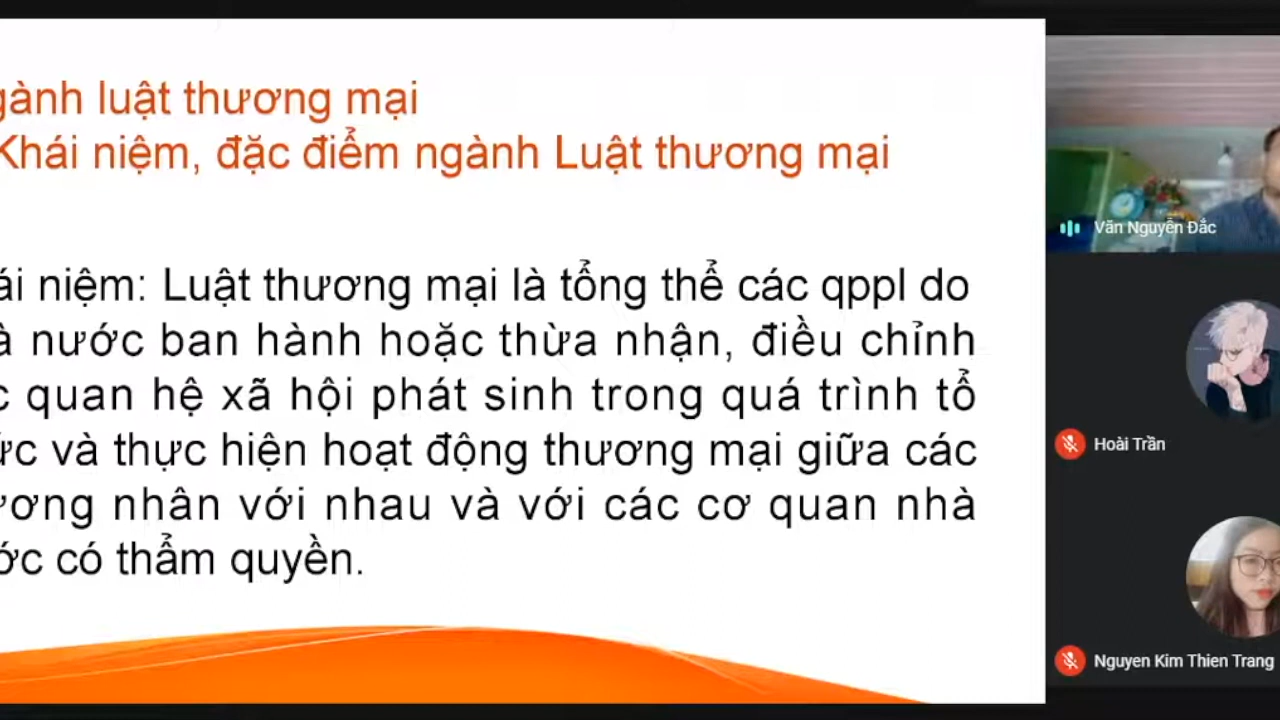 gành luật thương mại
Khái niệm, đặc điểm ngành Luật thương mại
ái niệm: Luật thương mại là tổng thể các qppl do
à nước ban hành hoặc thừa nhận, điều chỉnh
c quan hệ xã hội phát sinh trong quá trình tổ
ức và thực hiện hoạt động thương mại giữa các
ương nhân với nhau và với các cơ quan nhà
ớc có thẩm quyền.
Văn Nguyễn Đắc
Hoài Trần
Nguyen Kim Thien Trang